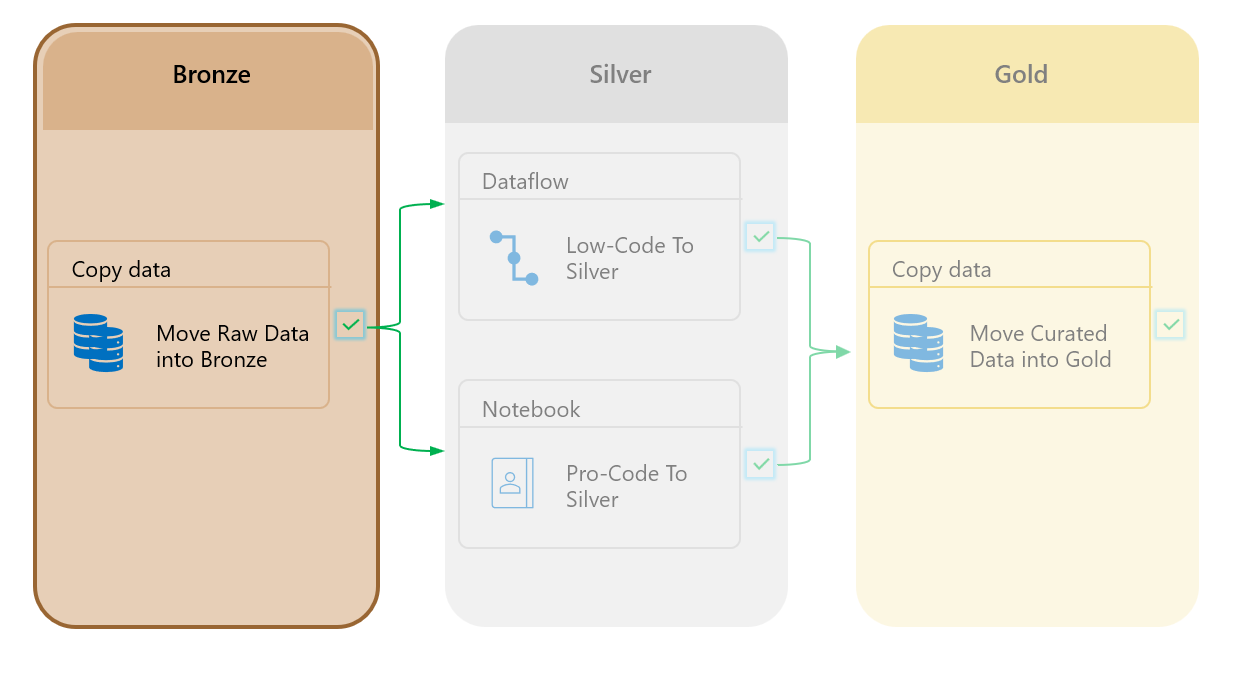 Bronze
Copy data
Move Raw Data
into Bronze
Silver
Dataflow
Low-Code To
Silver
Notebook
Pro-Code To
Silver
Gold
Copy data
Move Curated
Data into Gold